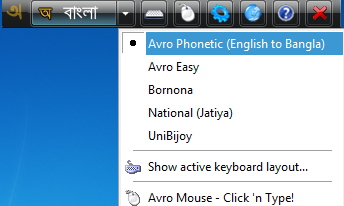 অ অ বাংলা
Avro Phonetic (English to Bangla)
Avro Easy
Bornona
National (Jatiya)
UniBijoy
Show active keyboard layout...
Avro Mouse - Click 'n Type!